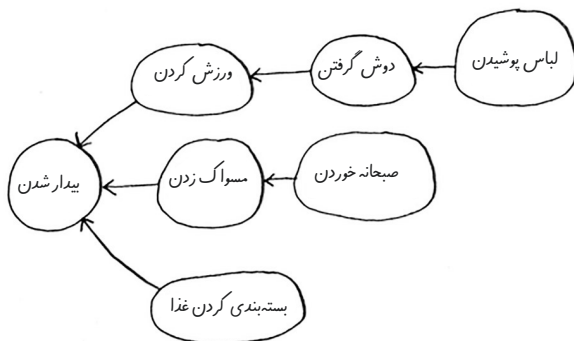 لباس پوشیدن
دوش گرفتن
ورزش کردن
صبحانه خوردن
مسواک زدن
بیدار شدن
بسته‌بندی کردن غذا